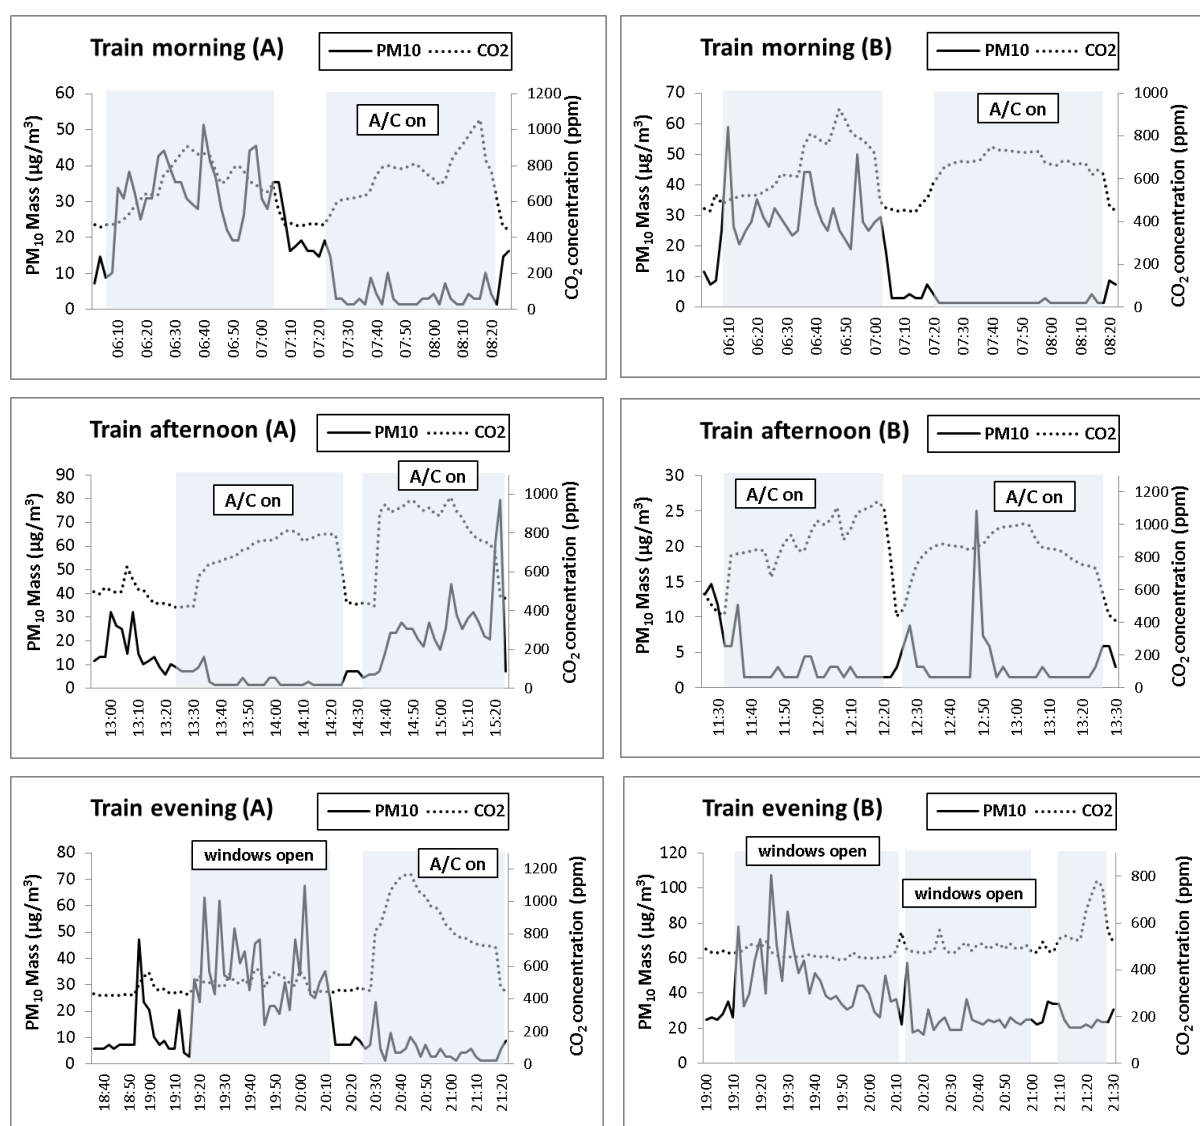 Train morning (A)
PM10 CO2
A/C on
PM10 Mass (µg/m³)
60
50
40
30
20
10
0
1200
1000
800
600
400
200
0
CO2 concentration (ppm)
06:10 06:20 06:30 06:40 06:50 07:00 07:10 07:20 07:30 07:40 07:50 08:00 08:10 08:20
Train morning (B)
PM10 CO2
A/C on
PM10 Mass (µg/m³)
70
60
50
40
30
20
10
0
1000
800
600
400
200
0
CO2 concentration (ppm)
06:10 06:20 06:30 06:40 06:50 07:00 07:10 07:20 07:30 07:40 07:50 08:00 08:10 08:20
Train afternoon (A)
PM10 CO2
A/C on
A/C on
PM10 Mass (µg/m³)
90
80
70
60
50
40
30
20
10
0
1000
800
600
400
200
0
CO2 concentration (ppm)
13:00 13:10 13:20 13:30 13:40 13:50 14:00 14:10 14:20 14:30 14:40 14:50 15:00 15:10 15:20
Train afternoon (B)
PM10 CO2
A/C on
A/C on
PM10 Mass (µg/m³)
30
25
20
15
10
5
0
1200
1000
800
600
400
200
0
CO2 concentration (ppm)
11:30 11:40 11:50 12:00 12:10 12:20 12:30 12:40 12:50 13:00 13:10 13:20 13:30
Train evening (A)
PM10 CO2
windows open
A/C on
PM10 Mass (µg/m³)
80
70
60
50
40
30
20
10
0
1200
1000
800
600
400
200
0
CO2 concentration (ppm)
18:40 18:50 19:00 19:10 19:20 19:30 19:40 19:50 20:00 20:10 20:20 20:30 20:40 20:50 21:00 21:10 21:20
Train evening (B)
PM10 CO2
windows open
windows open
PM10 Mass (µg/m³)
120
100
80
60
40
20
0
800
600
400
200
0
CO2 concentration (ppm)
19:00 19:10 19:20 19:30 19:40 19:50 20:00 20:10 20:20 20:30 20:40 20:50 21:00 21:10 21:20 21:30